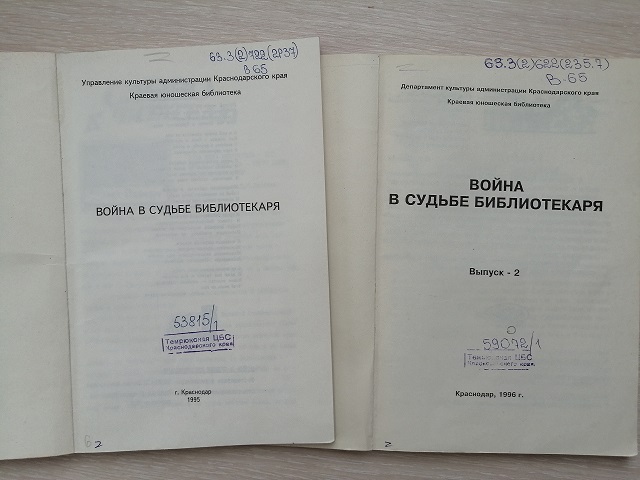 63.3(2)722(2Р37)
В 65
Управление культуры администрации Краснодарского края
Краевая юношеская библиотека
ВОЙНА В СУДЬБЕ БИБЛИОТЕКАРЯ
53815/1
Темрюкская ЦБС
Краснодарского края
г. Краснодар
1995
2
63.3(2)622(235.7)
В-65
Департамент культуры администрации Краснодарского края
Краевая юношеская библиотека
ВОЙНА
В СУДЬБЕ БИБЛИОТЕКАРЯ
Выпуск - 2
59072/1
Темрюкская ЦБС
Краснодарского края
Краснодар, 1996 г.
2